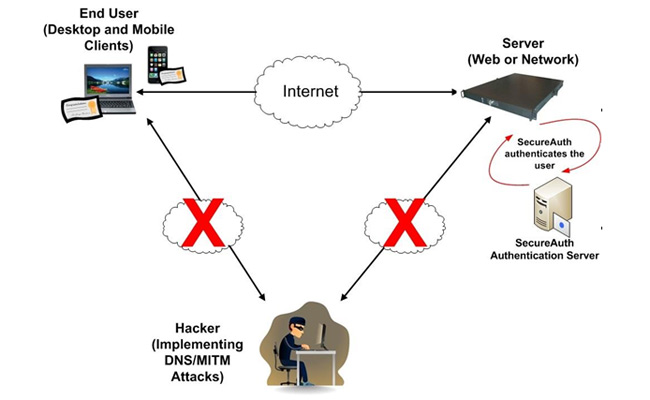 End User
(Desktop and Mobile
Clients)
Server
(Web or Network)
Internet
SecureAuth
authenticates the
user
X
X
SecureAuth
Authentication Server
Hacker
(Implementing
DNS/MITM
Attacks)